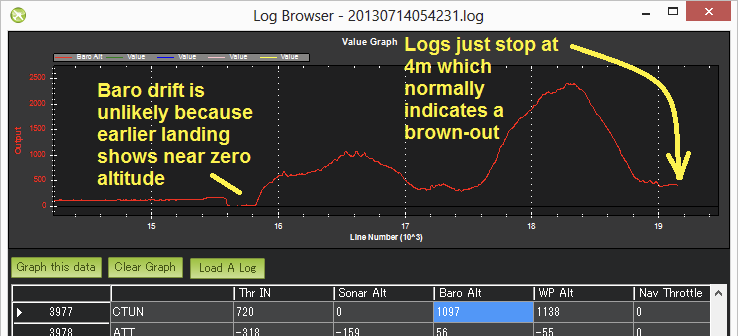 Log Browser - 20130714054231.log
Value Graph
Baro Alt Value Value Value Value
Logs just stop at
4m which
normally
indicates a
brown-out
Baro drift is
unlikely because
earlier landing
shows near zero
altitude
Output
2500
2000
1500
1000
500
0
15 16 17 18 19
Line Number (10^3)
Graph this data Clear Graph Load A Log
Thr IN Sonar Alt Baro Alt WP Alt Nav Throttle
3977 CTUN 720 0 1097 1138 0
3978 ATT -318 -159 56 -55 0